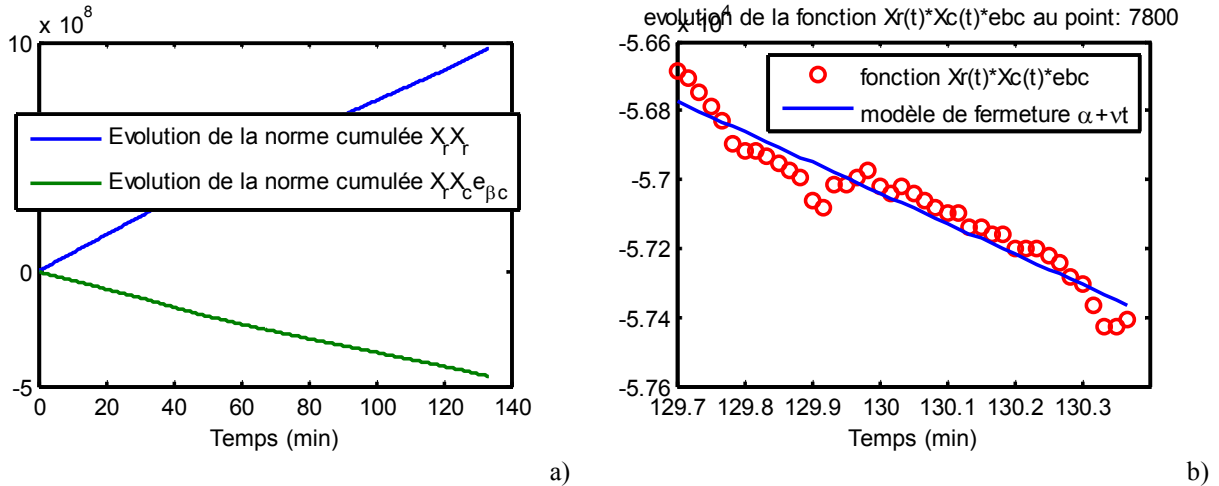 x 10^8
10
0
-5
0 20 40 60 80 100 120 140
Temps (min)
Evolution de la norme cumulée X_rX_r
Evolution de la norme cumulée X_rX_ce_βc
a)
evolution de la fonction Xr(t)*Xc(t)*ebc au point: 7800
x 10^4
-5.66
-5.68
-5.7
-5.72
-5.74
-5.76
129.7 129.8 129.9 130 130.1 130.2 130.3
Temps (min)
fonction Xr(t)*Xc(t)*ebc
modèle de fermeture α+νt
b)